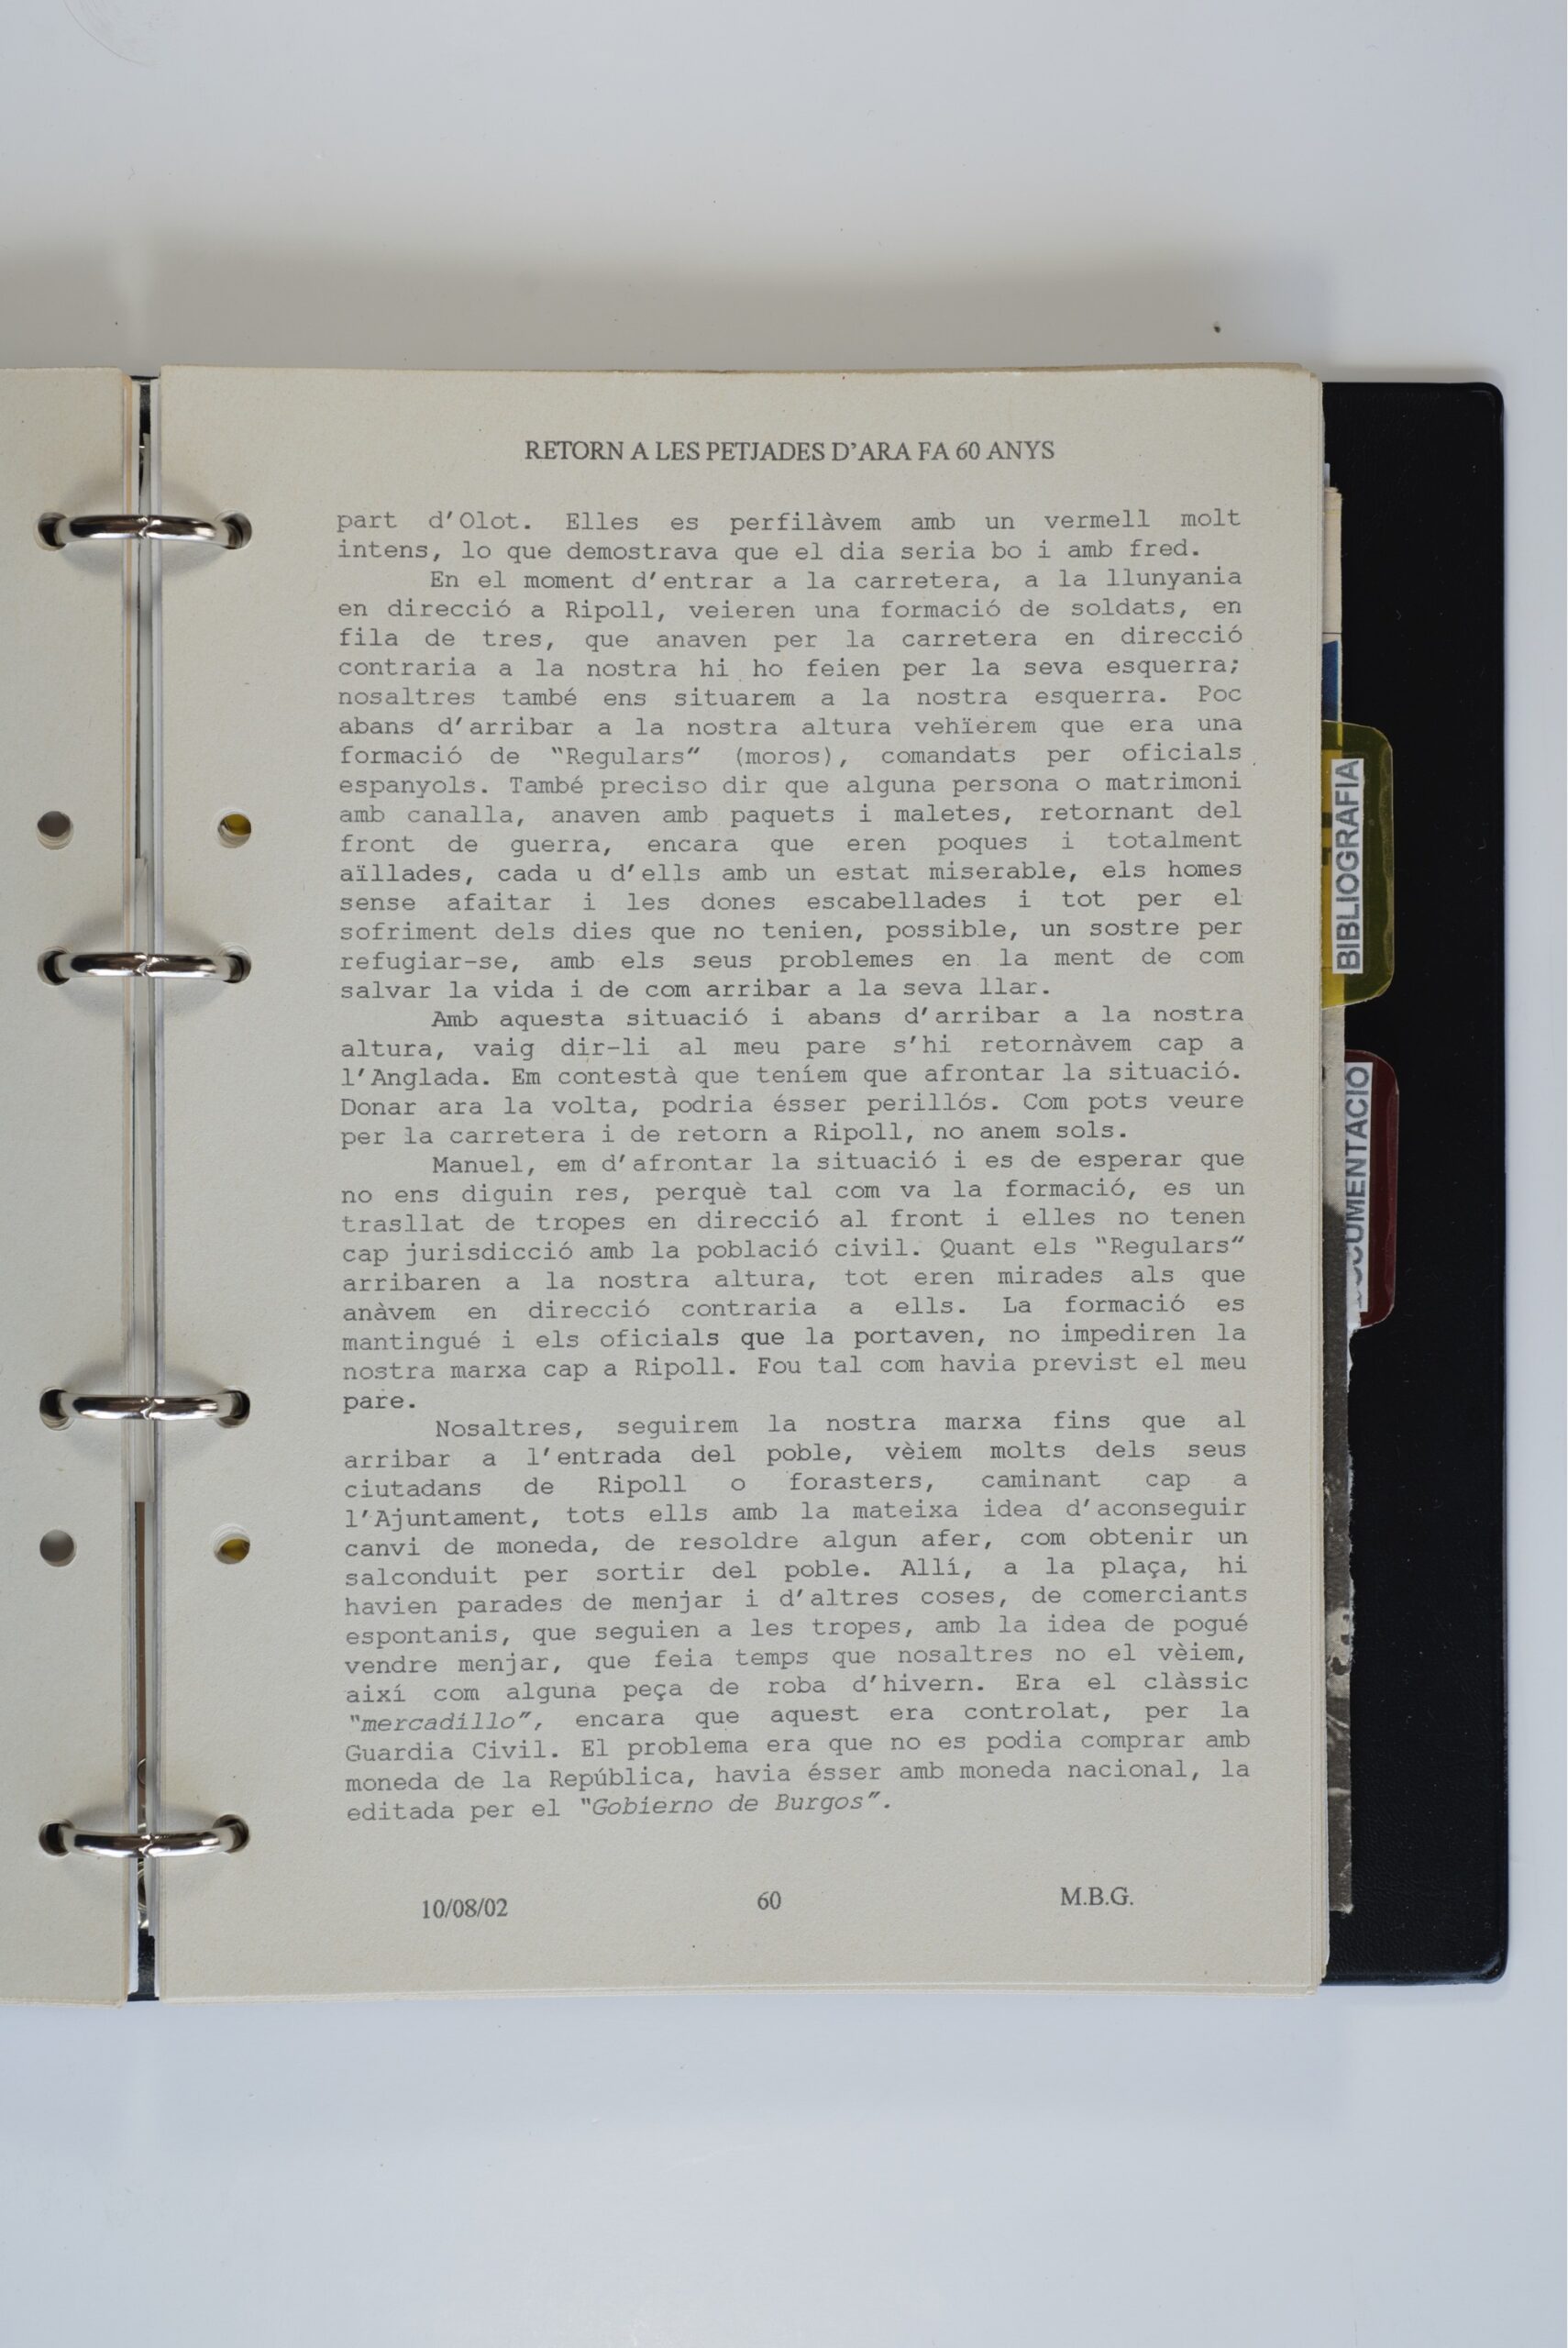 RETORN A LES PETJADES D'ARA FA 60 ANYS
part d'Olot. Elles es perfilàvem amb un vermell molt
intens, lo que demostrava que el dia seria bo i amb fred.
En el moment d'entrar a la carretera, a la llunyania
en direcció a Ripoll, veieren una formació de soldats, en
fila de tres, que anaven per la carretera en direcció
contraria a la nostra hi ho feien per la seva esquerra;
nosaltres també ens situarem a la nostra esquerra. Poc
abans d'arribar a la nostra altura vehïerem que era una
formació de "Regulars" (moros), comandats per oficials
espanyols. També preciso dir que alguna persona o matrimoni
amb canalla, anaven amb paquets i maletes, retornant del
front de guerra, encara que eren poques i totalment
aïllades, cada u d'ells amb un estat miserable, els homes
sense afaitar i les dones escabellades i tot per el
sofriment dels dies que no tenien, possible, un sostre per
refugiar-se, amb els seus problemes en la ment de com
salvar la vida i de com arribar a la seva llar.
Amb aquesta situació i abans d'arribar a la nostra
altura, vaig dir-li al meu pare s'hi retornàvem cap a
l'Anglada. Em contestà que teníem que afrontar la situació.
Donar ara la volta, podria ésser perillós. Com pots veure
per la carretera i de retorn a Ripoll, no anem sols.
Manuel, em d'afrontar la situació i es de esperar que
no ens diguin res, perquè tal com va la formació, es un
trasllat de tropes en direcció al front i elles no tenen
cap jurisdicció amb la població civil. Quant els "Regulars"
arribaren a la nostra altura, tot eren mirades als que
anàvem en direcció contraria a ells. La formació es
mantingué i els oficials que la portaven, no impediren la
nostra marxa cap a Ripoll. Fou tal com havia previst el meu
pare.
Nosaltres, seguirem la nostra marxa fins que al
arribar a l'entrada del poble, vèiem molts dels seus
ciutadans de Ripoll o forasters, caminant cap a
l'Ajuntament, tots ells amb la mateixa idea d'aconseguir
canvi de moneda, de resoldre algun afer, com obtenir un
salconduit per sortir del poble. Allí, a la plaça, hi
havien parades de menjar i d'altres coses, de comerciants
espontanis, que seguien a les tropes, amb la idea de pogué
vendre menjar, que feia temps que nosaltres no el vèiem,
així com alguna peça de roba d'hivern. Era el clàssic
"mercadillo", encara que aquest era controlat, per la
Guardia Civil. El problema era que no es podia comprar amb
moneda de la República, havia ésser amb moneda nacional, la
editada per el "Gobierno de Burgos".
10/08/02 60 M.B.G.
BIBLIOGRAFIA